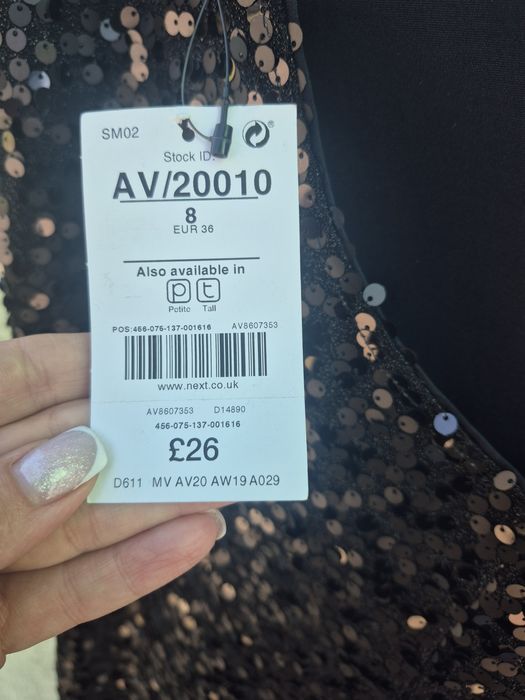 SM02
Stock ID:
AV/20010
8
EUR 36
Also available in
p t
Petite Tall
POS:456-075-137-001616 AV8607353
www.next.co.uk
AV8607353 D14890
456-075-137-001616
£26
D611 MV AV20 AW19 A029